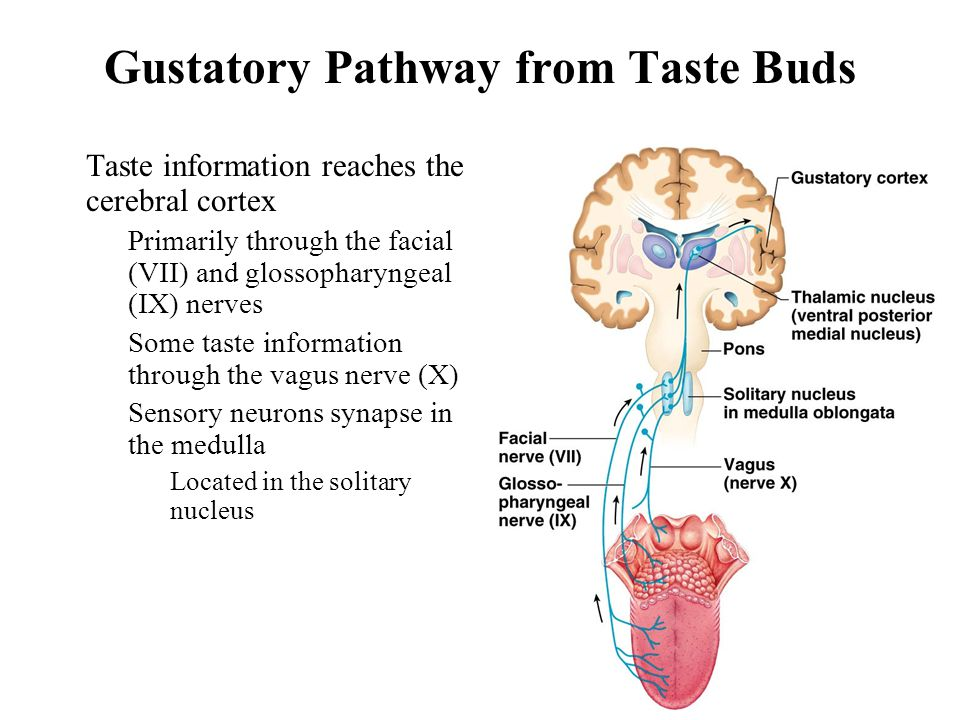 Gustatory Pathway from Taste Buds
Taste information reaches the
cerebral cortex
Primarily through the facial
(VII) and glossopharyngeal
(IX) nerves
Some taste information
through the vagus nerve (X)
Sensory neurons synapse in
the medulla
Located in the solitary
nucleus
Gustatory cortex
Thalamic nucleus
(ventral posterior
medial nucleus)
Pons
Solitary nucleus
in medulla oblongata
Facial
nerve (VII)
Vagus
(nerve X)
Glosso-
pharyngeal
nerve (IX)